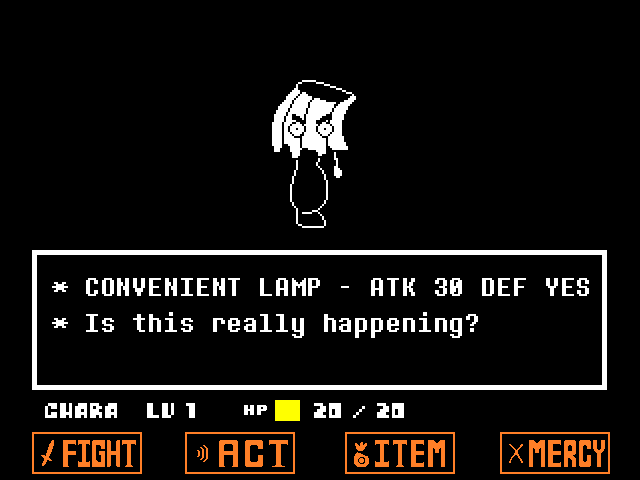 * CONVENIENT LAMP - ATK 30 DEF YES
* Is this really happening?
CHARA LV 1 HP 20 / 20
FIGHT ACT ITEM MERCY